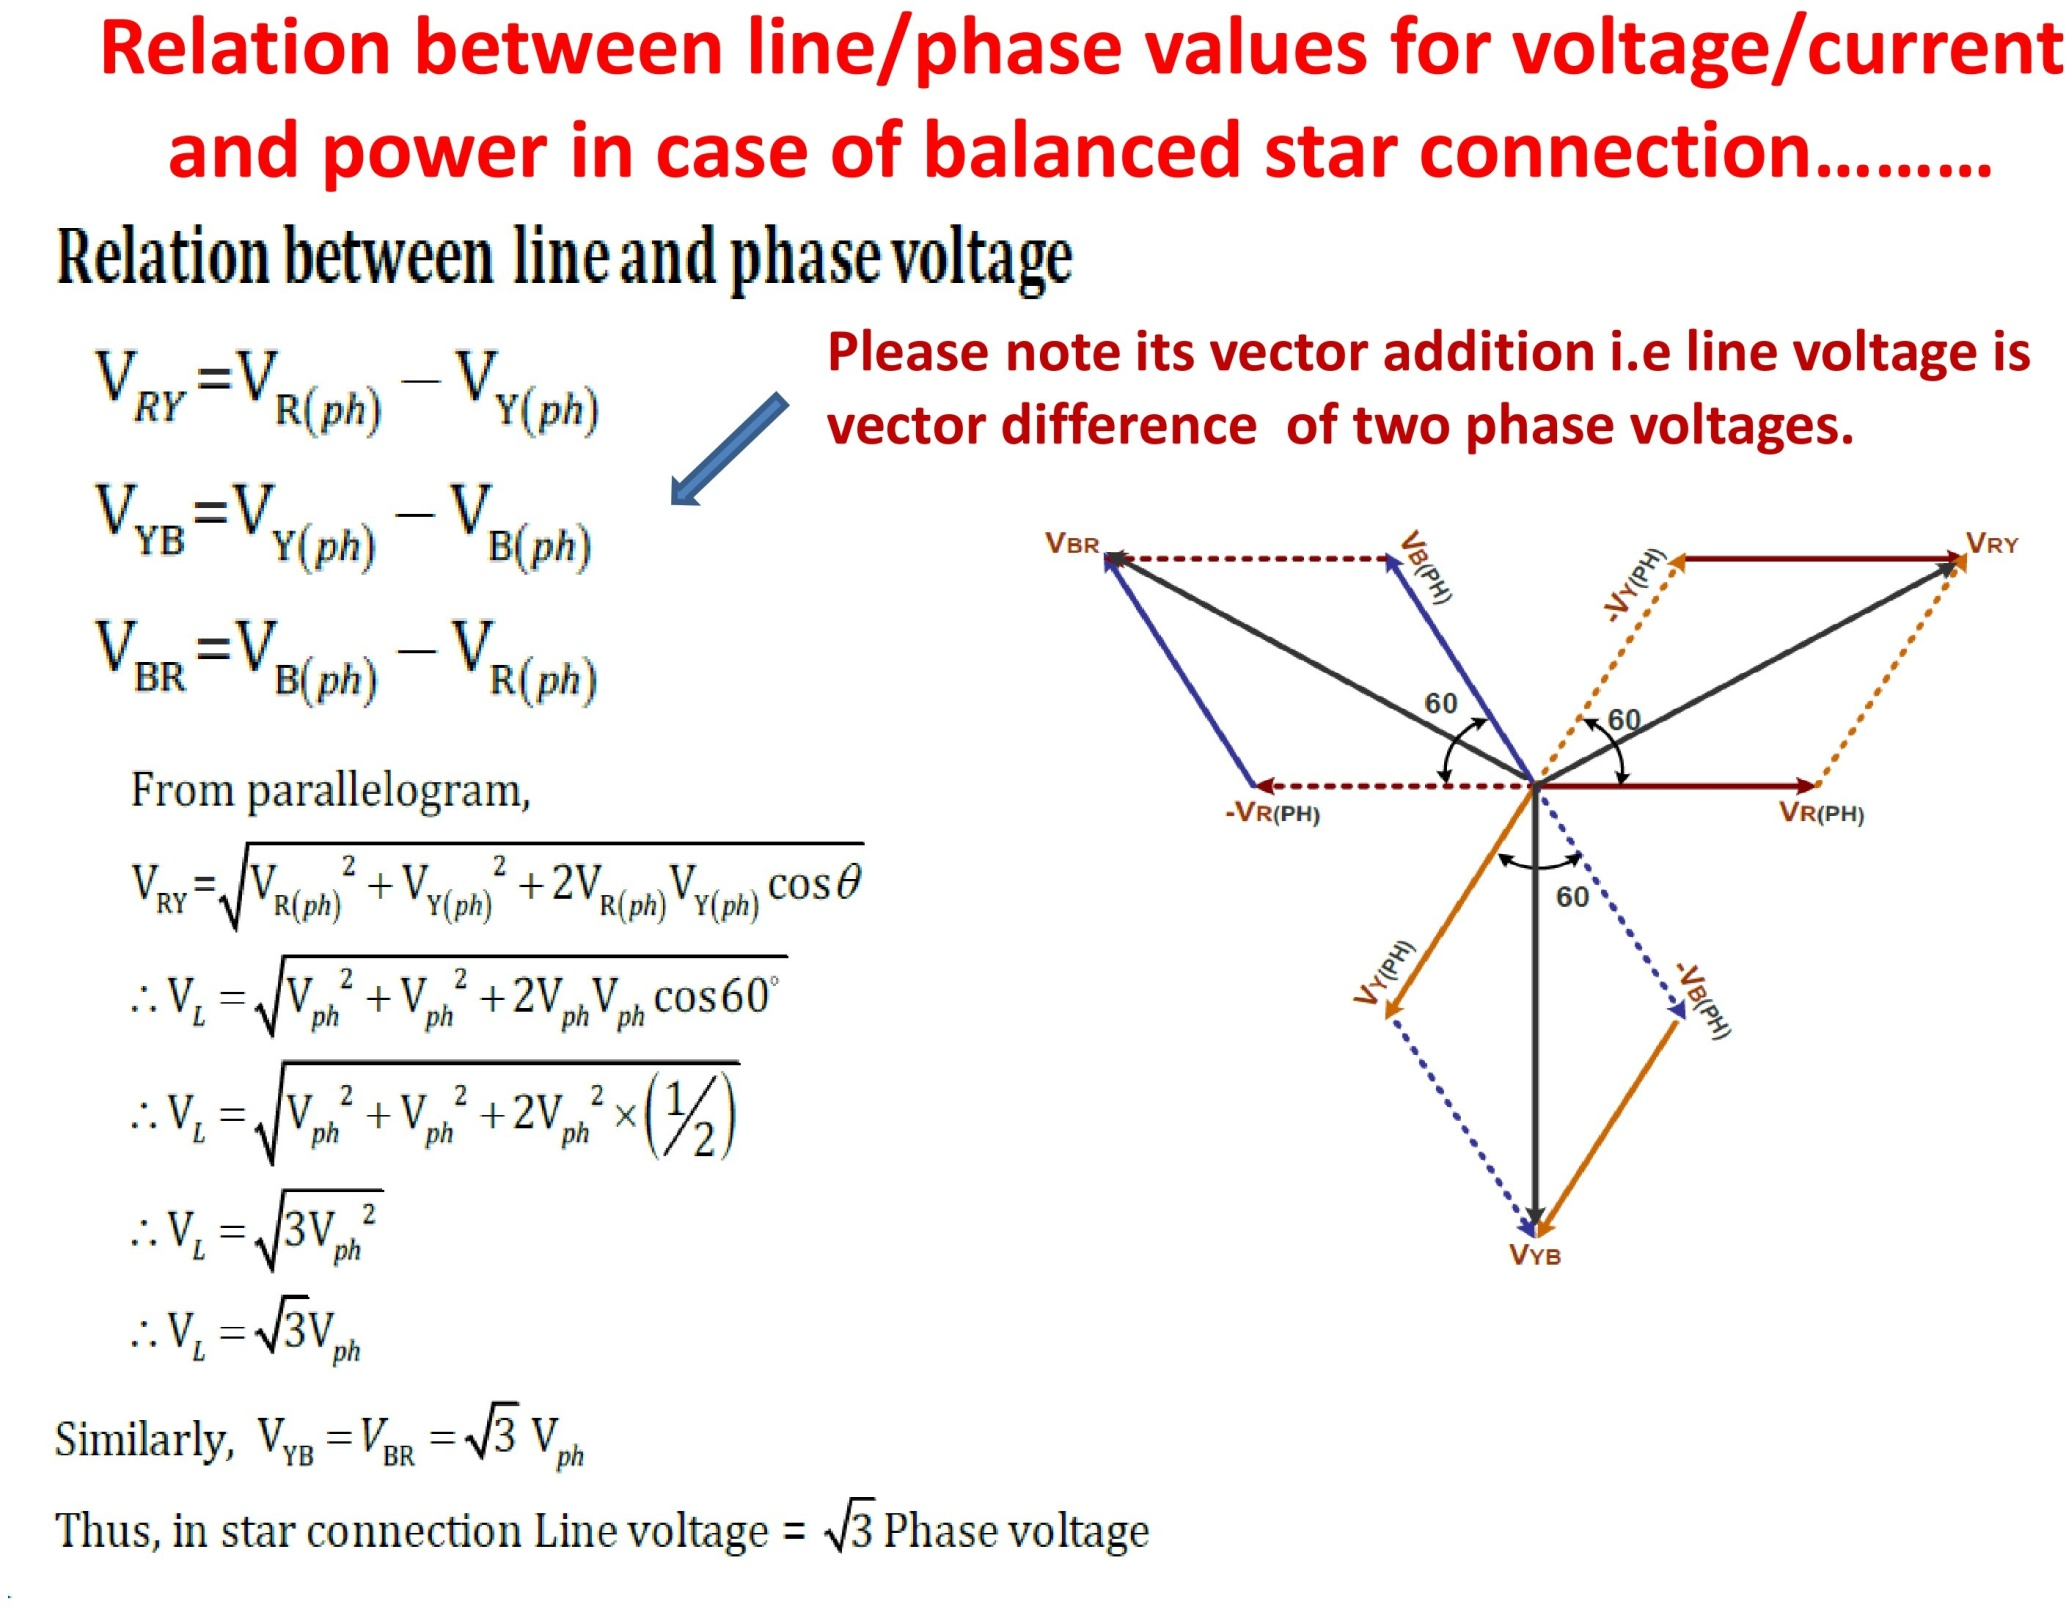 Relation between line/phase values for voltage/current
and power in case of balanced star connection.........
Relation between line and phase voltage
V_RY = V_R(ph) − V_Y(ph)
Please note its vector addition i.e line voltage is
vector difference of two phase voltages.
V_YB = V_Y(ph) − V_B(ph)
V_BR = V_B(ph) − V_R(ph)
VBR
VB(PH)
-VY(PH)
VRY
60
60
-VR(PH)
VR(PH)
60
VY(PH)
-VB(PH)
VYB
From parallelogram,
V_RY = √(V_R(ph)² + V_Y(ph)² + 2V_R(ph)V_Y(ph) cos θ)
∴ V_L = √(V_ph² + V_ph² + 2V_phV_ph cos60°)
∴ V_L = √(V_ph² + V_ph² + 2V_ph² × (1/2))
∴ V_L = √(3V_ph²)
∴ V_L = √3V_ph
Similarly, V_YB = V_BR = √3 V_ph
Thus, in star connection Line voltage = √3 Phase voltage